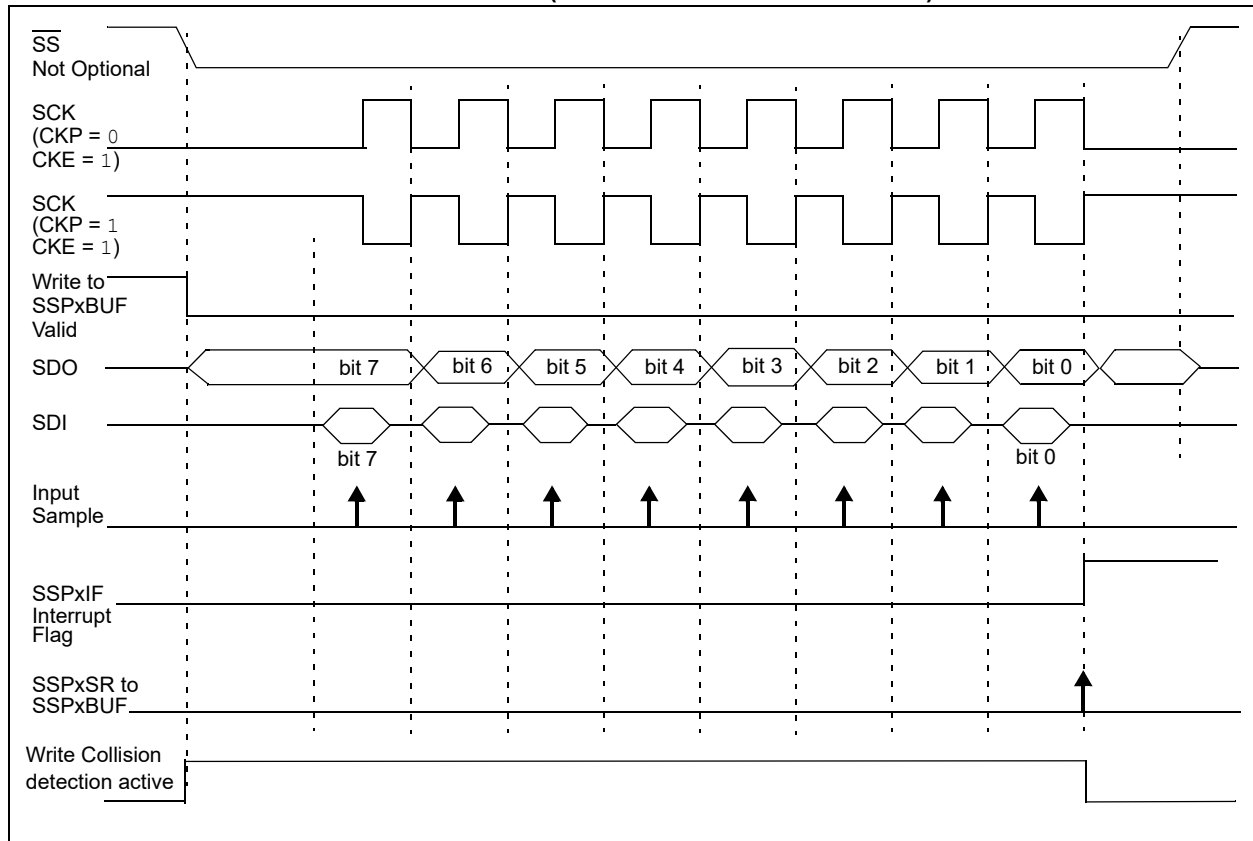 SS
Not Optional
SCK
(CKP = 0
CKE = 1)
SCK
(CKP = 1
CKE = 1)
Write to
SSPxBUF
Valid
SDO
bit 7 bit 6 bit 5 bit 4 bit 3 bit 2 bit 1 bit 0
SDI
bit 7 bit 0
Input
Sample
SSPxIF
Interrupt
Flag
SSPxSR to
SSPxBUF
Write Collision
detection active